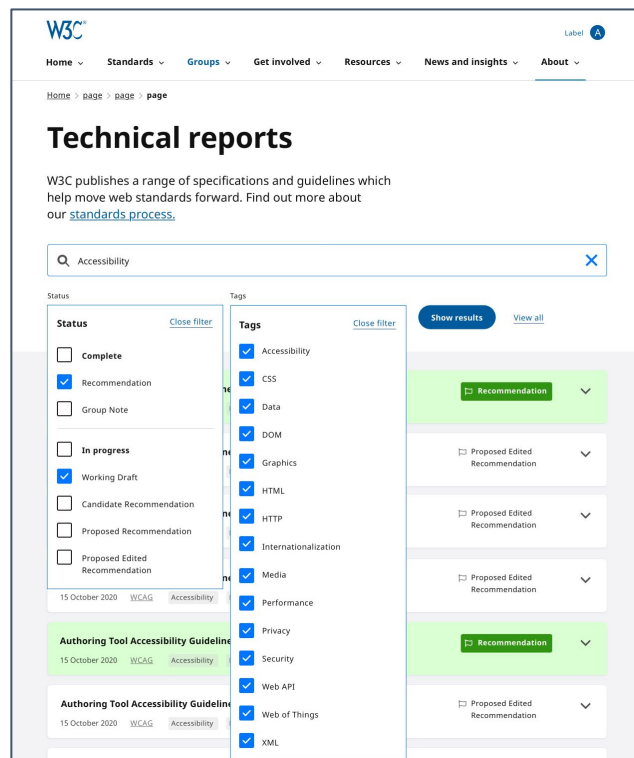 W3C®
Label A
Home Standards Groups Get involved Resources News and insights About
Home > page > page > page
Technical reports
W3C publishes a range of specifications and guidelines which
help move web standards forward. Find out more about
our standards process.
Accessibility
Status Tags
Status Close filter
Complete
Recommendation
Group Note
In progress
Working Draft
Candidate Recommendation
Proposed Recommendation
Proposed Edited
Recommendation
Tags Close filter
Accessibility
CSS
Data
DOM
Graphics
HTML
HTTP
Internationalization
Media
Performance
Privacy
Security
Web API
Web of Things
XML
Show results View all
Recommendation
Proposed Edited
Recommendation
Proposed Edited
Recommendation
Proposed Edited
Recommendation
15 October 2020 WCAG Accessibility
Authoring Tool Accessibility Guideline
Recommendation
15 October 2020 WCAG Accessibility
Authoring Tool Accessibility Guideline
Proposed Edited
Recommendation
15 October 2020 WCAG Accessibility